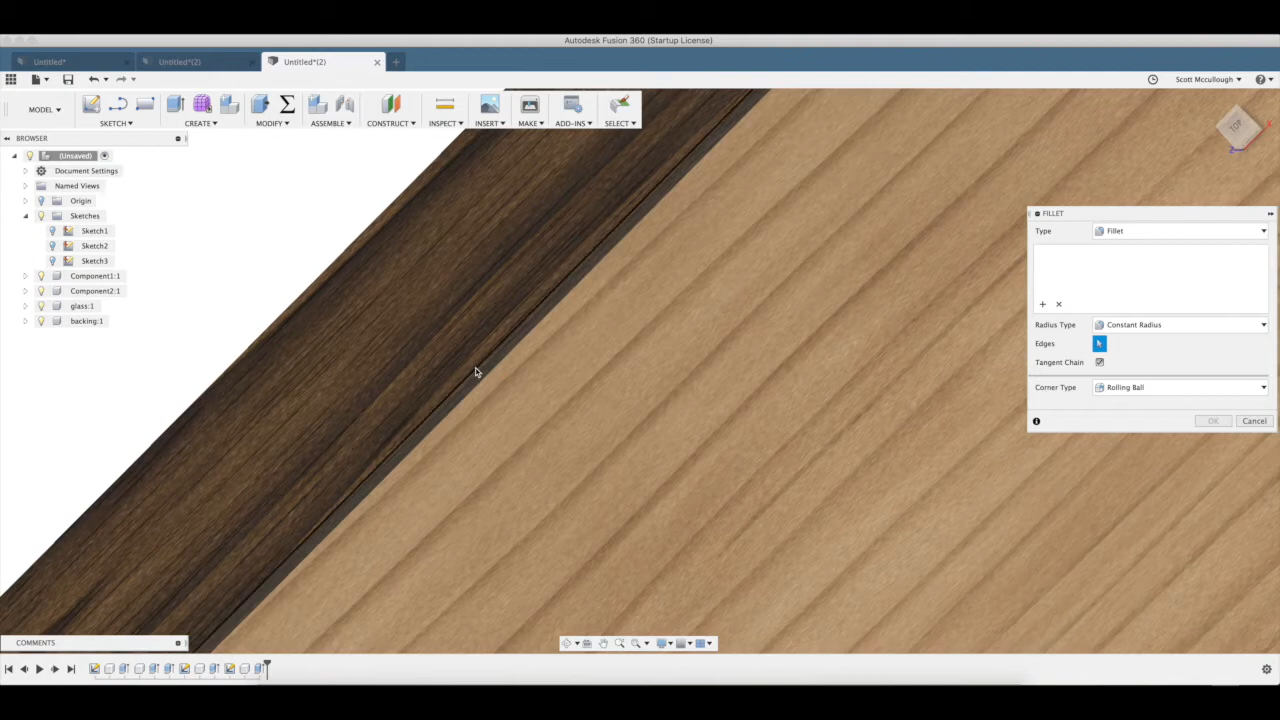 Autodesk Fusion 360 (Startup License)
Untitled*
Untitled*(2)
Untitled*(2)
Scott Mccullough
MODEL
SKETCH
CREATE
MODIFY
ASSEMBLE
CONSTRUCT
INSPECT
INSERT
MAKE
ADD-INS
SELECT
BROWSER
(Unsaved)
Document Settings
Named Views
Origin
Sketches
Sketch1
Sketch2
Sketch3
Component1:1
Component2:1
glass:1
backing:1
TOP
X
Z
FILLET
Type Fillet
Radius Type Constant Radius
Edges
Tangent Chain
Corner Type Rolling Ball
OK Cancel
COMMENTS